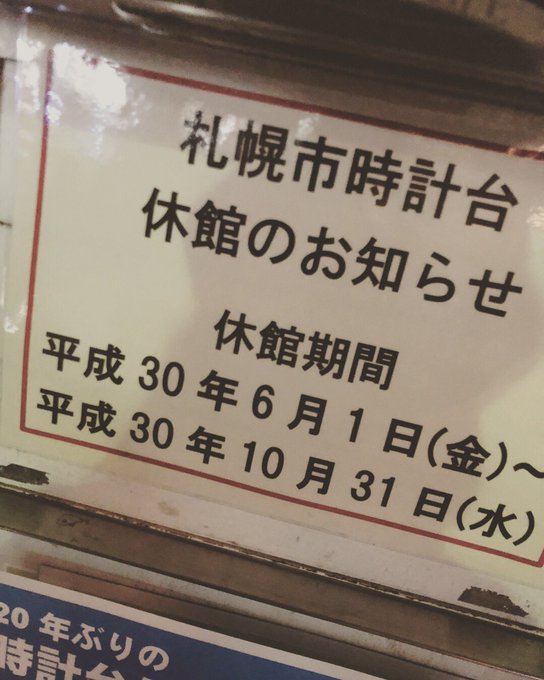 札幌市時計台
休館のお知らせ
休館期間
平成 30 年 6 月 1 日(金)~
平成 30 年 10 月 31 日(水)
20 年ぶりの
時計台